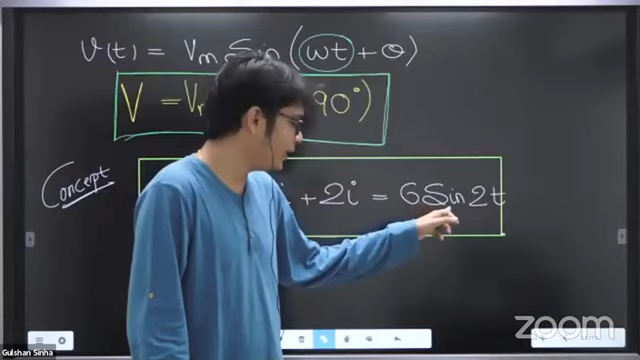 v(t) = Vm Sin (ωt + θ)
V = V 90°)
Concept
+ 2i = 6 Sin 2t
zoom
Gulshan Sinha